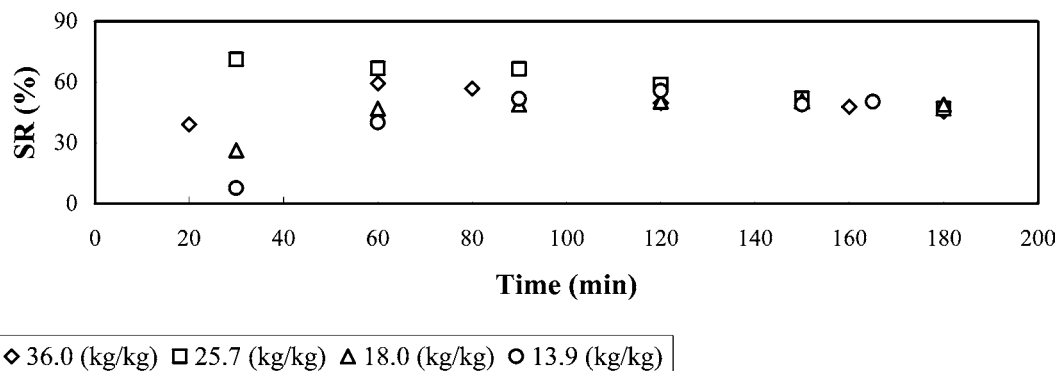 90
60
30
0
SR (%)
0 20 40 60 80 100 120 140 160 180 200
Time (min)
36.0 (kg/kg) 25.7 (kg/kg) 18.0 (kg/kg) 13.9 (kg/kg)